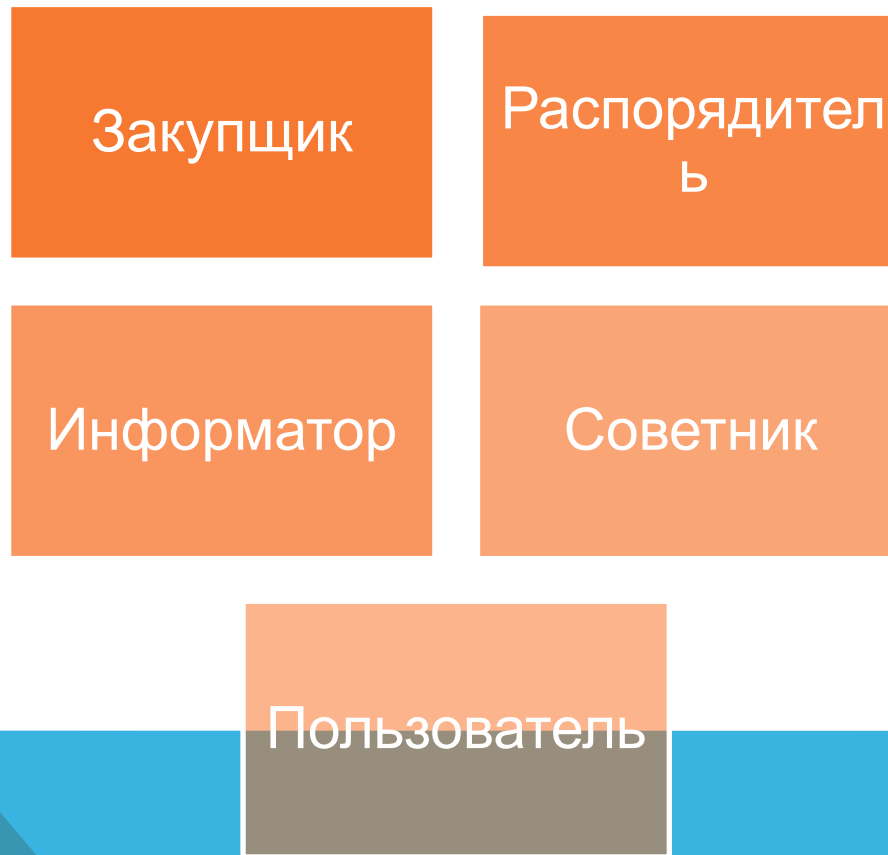 Закупщик
Распорядител
ь
Информатор
Советник
Пользователь